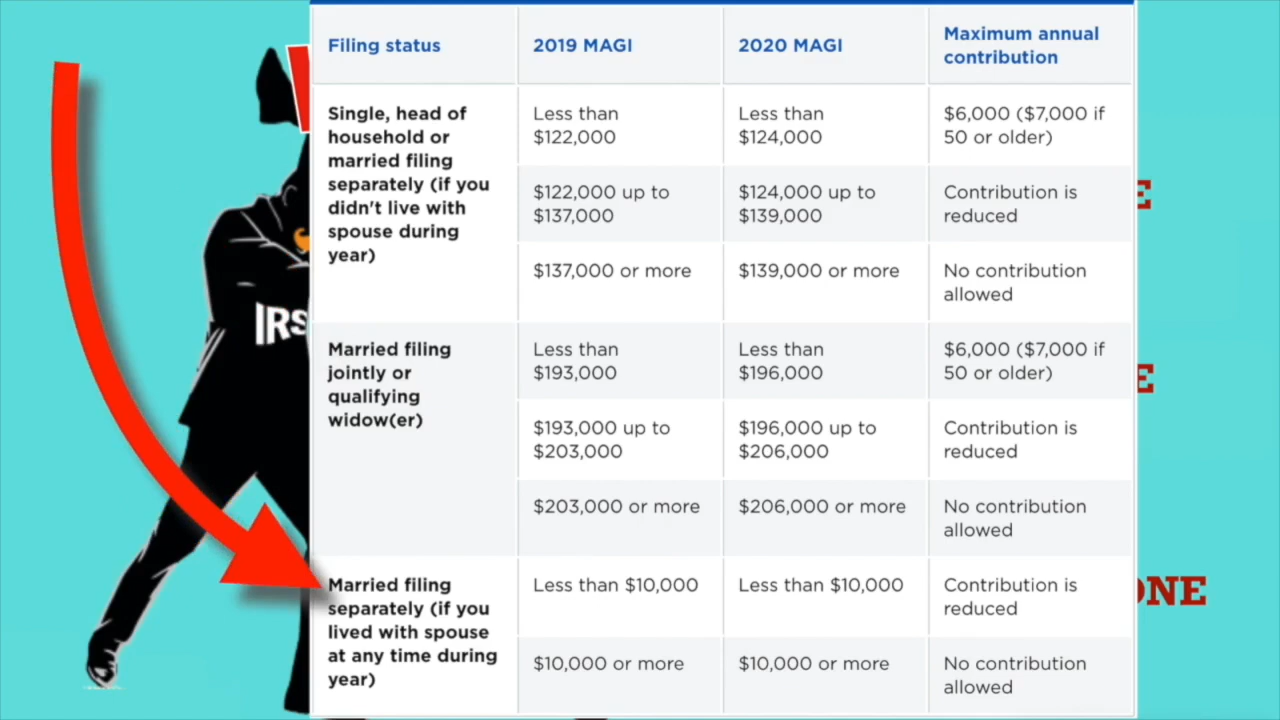 Filing status
2019 MAGI
2020 MAGI
Maximum annual
contribution
Single, head of
household or
married filing
separately (if you
didn't live with
spouse during
year)
Less than
$122,000
Less than
$124,000
$6,000 ($7,000 if
50 or older)
$122,000 up to
$137,000
$124,000 up to
$139,000
Contribution is
reduced
$137,000 or more
$139,000 or more
No contribution
allowed
Married filing
jointly or
qualifying
widow(er)
Less than
$193,000
Less than
$196,000
$6,000 ($7,000 if
50 or older)
$193,000 up to
$203,000
$196,000 up to
$206,000
Contribution is
reduced
$203,000 or more
$206,000 or more
No contribution
allowed
Married filing
separately (if you
lived with spouse
at any time during
year)
Less than $10,000
Less than $10,000
Contribution is
reduced
$10,000 or more
$10,000 or more
No contribution
allowed
IRS